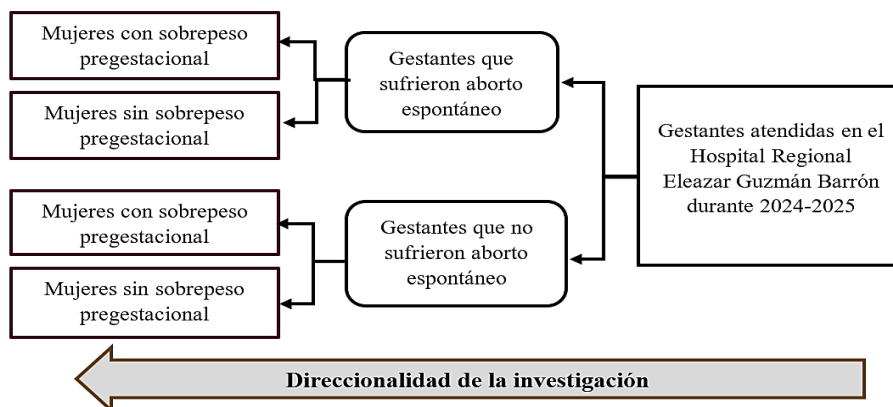 Mujeres con sobrepeso
pregestacional
Mujeres sin sobrepeso
pregestacional
Gestantes que
sufrieron aborto
espontáneo
Gestantes atendidas en el
Hospital Regional
Eleazar Guzmán Barrón
durante 2024-2025
Mujeres con sobrepeso
pregestacional
Mujeres sin sobrepeso
pregestacional
Gestantes que no
sufrieron aborto
espontáneo
Direccionalidad de la investigación